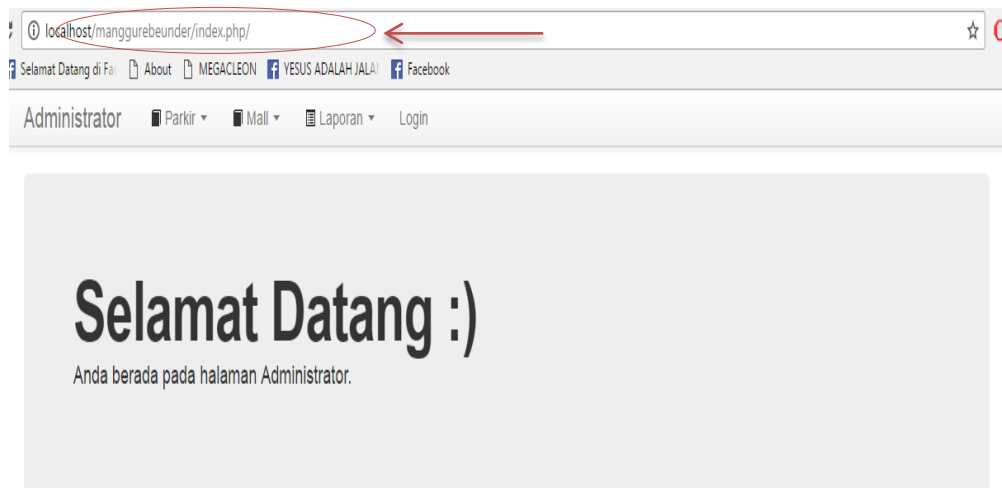 localhost/manggurebeunder/index.php/
Selamat Datang di Fa About MEGACLEON YESUS ADALAH JALA Facebook
Administrator Parkir Mall Laporan Login
Selamat Datang :)
Anda berada pada halaman Administrator.